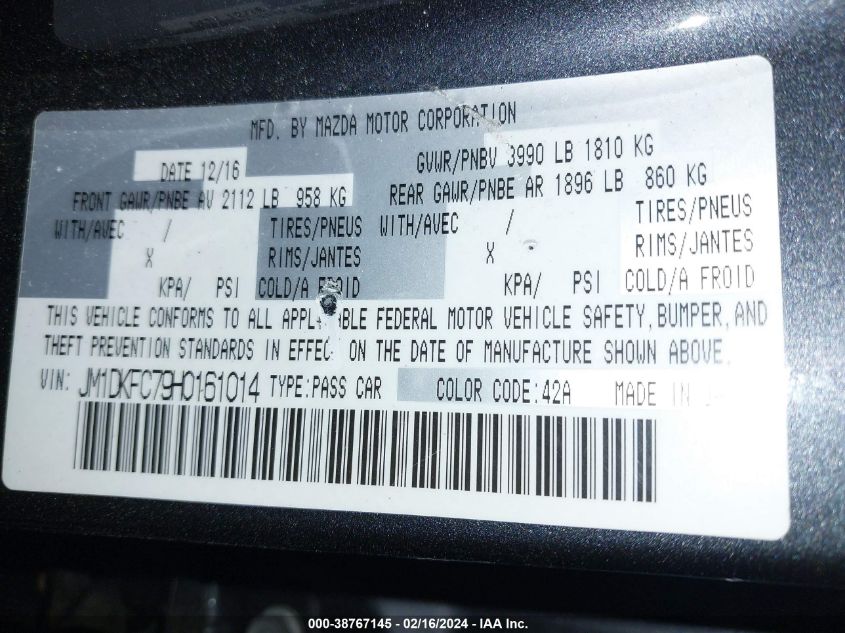 MFD. BY MAZDA MOTOR CORPORATION
DATE 12/16 GVWR/PNBV 3990 LB 1810 KG
FRONT GAWR/PNBE AV 2112 LB 958 KG REAR GAWR/PNBE AR 1896 LB 860 KG
WITH/AVEC / TIRES/PNEUS WITH/AVEC / TIRES/PNEUS
X RIMS/JANTES X RIMS/JANTES
KPA/ PSI COLD/A FROID KPA/ PSI COLD/A FROID
THIS VEHICLE CONFORMS TO ALL APPLICABLE FEDERAL MOTOR VEHICLE SAFETY, BUMPER, AND
THEFT PREVENTION STANDARDS IN EFFECT ON THE DATE OF MANUFACTURE SHOWN ABOVE.
VIN: JM1DKFC79H0161014 TYPE:PASS CAR COLOR CODE:42A MADE IN
000-38767145 - 02/16/2024 - IAA Inc.